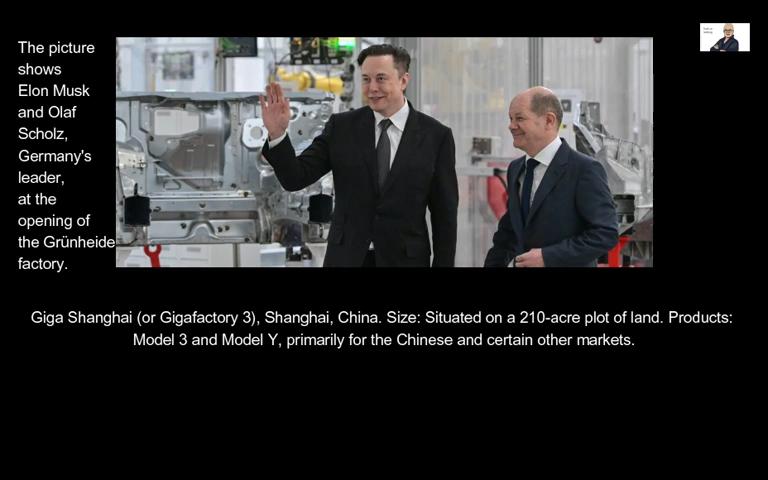 The picture
shows
Elon Musk
and Olaf
Scholz,
Germany's
leader,
at the
opening of
the Grünheide
factory.
Giga Shanghai (or Gigafactory 3), Shanghai, China. Size: Situated on a 210-acre plot of land. Products:
Model 3 and Model Y, primarily for the Chinese and certain other markets.